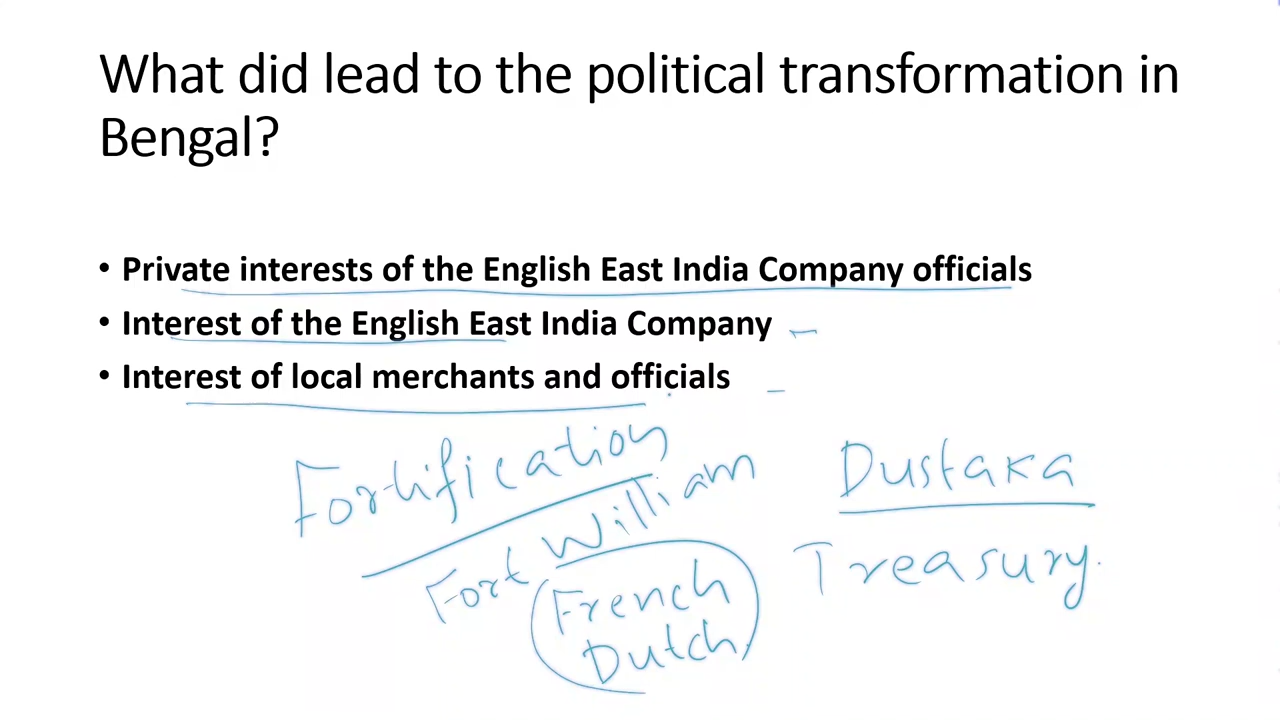 What did lead to the political transformation in
Bengal?
• Private interests of the English East India Company officials
• Interest of the English East India Company
• Interest of local merchants and officials
Fortification
Fort William
French
Dutch
Dustaka
Treasury.